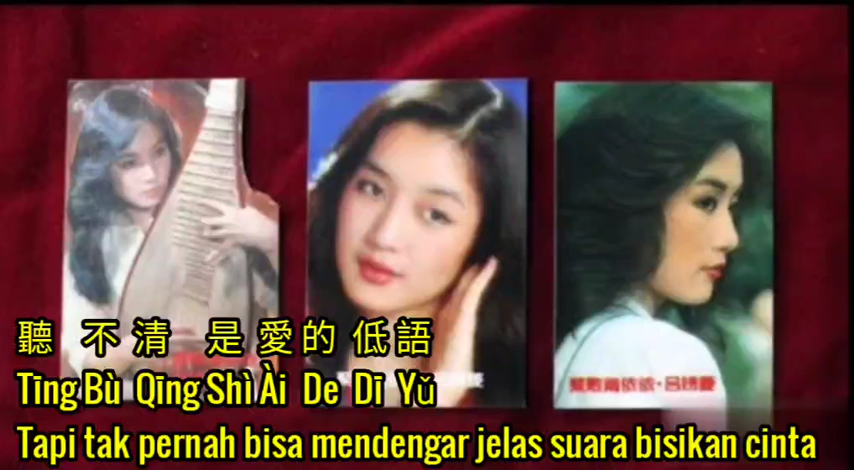 聽 不 清 是 愛 的 低 語
Tīng Bù Qīng Shì Ài De Dī Yǔ
Tapi tak pernah bisa mendengar jelas suara bisikan cinta